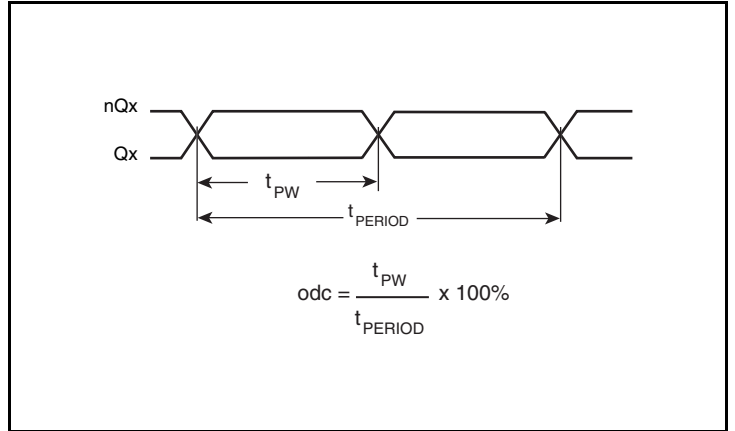 nQx
Qx
tPW
tPERIOD
odc = tPW / tPERIOD x 100%